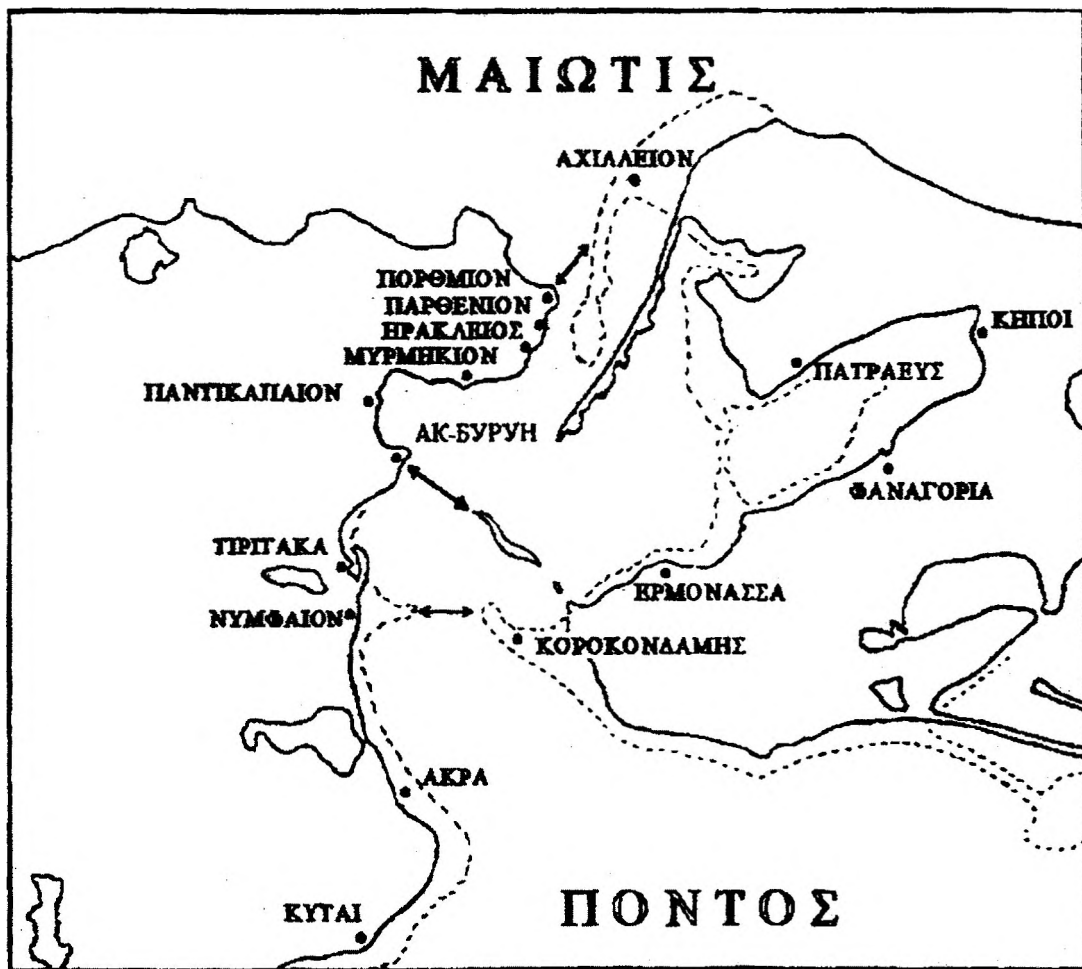 ΜΑΙΩΤΙΣ
ΑΧΙΛΛΕΙΟΝ
ΠΟΡΘΜΙΟΝ
ΠΑΡΘΕΝΙΟΝ
ΗΡΑΚΛΕΙΟΣ
ΜΥΡΜΗΚΙΟΝ
ΚΗΠΟΙ
ΠΑΤΡΑΕΥΣ
ΠΑΝΤΙΚΑΠΑΙΟΝ
АК-БУРУН
ΦΑΝΑΓΟΡΙΑ
ΤΙΡΙΤΑΚΑ
ΕΡΜΟΝΑΣΣΑ
ΝΥΜΦΑΙΟΝ
ΚΟΡΟΚΟΝΔΑΜΗΣ
ΑΚΡΑ
ΚΥΤΑΙ
ΠΟΝΤΟΣ